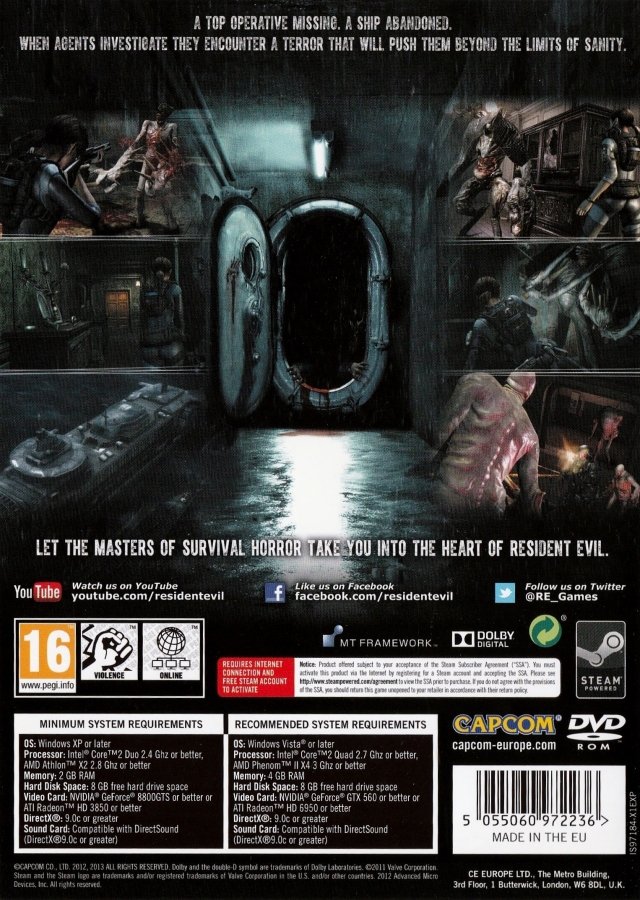 A TOP OPERATIVE MISSING. A SHIP ABANDONED.
WHEN AGENTS INVESTIGATE THEY ENCOUNTER A TERROR THAT WILL PUSH THEM BEYOND THE LIMITS OF SANITY.
LET THE MASTERS OF SURVIVAL HORROR TAKE YOU INTO THE HEART OF RESIDENT EVIL.
YouTube
Watch us on YouTube
youtube.com/residentevil
f
Like us on Facebook
facebook.com/residentevil
Follow us on Twitter
@RE_Games
16
www.pegi.info
VIOLENCE
ONLINE
MT FRAMEWORK™
DOLBY
DIGITAL
®
STEAM™
POWERED
REQUIRES INTERNET
CONNECTION AND
FREE STEAM ACCOUNT
TO ACTIVATE
Notice: Product offered subject to your acceptance of the Steam Subscriber Agreement ("SSA"). You must
activate this product via the Internet by registering for a Steam account and accepting the SSA. Please see
http://www.steampowered.com/agreement to view the SSA prior to purchase. If you do not agree with the provisions
of the SSA, you should return this game unopened to your retailer in accordance with their return policy.
MINIMUM SYSTEM REQUIREMENTS
OS: Windows XP or later
Processor: Intel® Core™2 Duo 2.4 Ghz or better,
AMD Athlon™ X2 2.8 Ghz or better
Memory: 2 GB RAM
Hard Disk Space: 8 GB free hard drive space
Video Card: NVIDIA® GeForce® 8800GTS or better or
ATI Radeon™ HD 3850 or better
DirectX®: 9.0c or greater
Sound Card: Compatible with DirectSound
(DirectX®9.0c or greater)
RECOMMENDED SYSTEM REQUIREMENTS
OS: Windows Vista® or later
Processor: Intel® Core™2 Quad 2.7 Ghz or better,
AMD Phenom™ II X4 3 Ghz or better
Memory: 4 GB RAM
Hard Disk Space: 8 GB free hard drive space
Video Card: NVIDIA® GeForce® GTX 560 or better or
ATI Radeon™ HD 6950 or better
DirectX®: 9.0c or greater
Sound Card: Compatible with DirectSound
(DirectX®9.0c or greater)
CAPCOM®
capcom-europe.com
DVD
ROM™
5 055060 972236 >
MADE IN THE EU
IS97184-X1EXP
©CAPCOM CO., LTD. 2012, 2013 ALL RIGHTS RESERVED. Dolby and the double-D symbol are trademarks of Dolby Laboratories. ©2011 Valve Corporation.
Steam and the Steam logo are trademarks and/or registered trademarks of Valve Corporation in the U.S. and/or other countries. 2012 Advanced Micro
Devices, Inc. All rights reserved.
CE EUROPE LTD., The Metro Building,
3rd Floor, 1 Butterwick, London, W6 8DL, U.K.